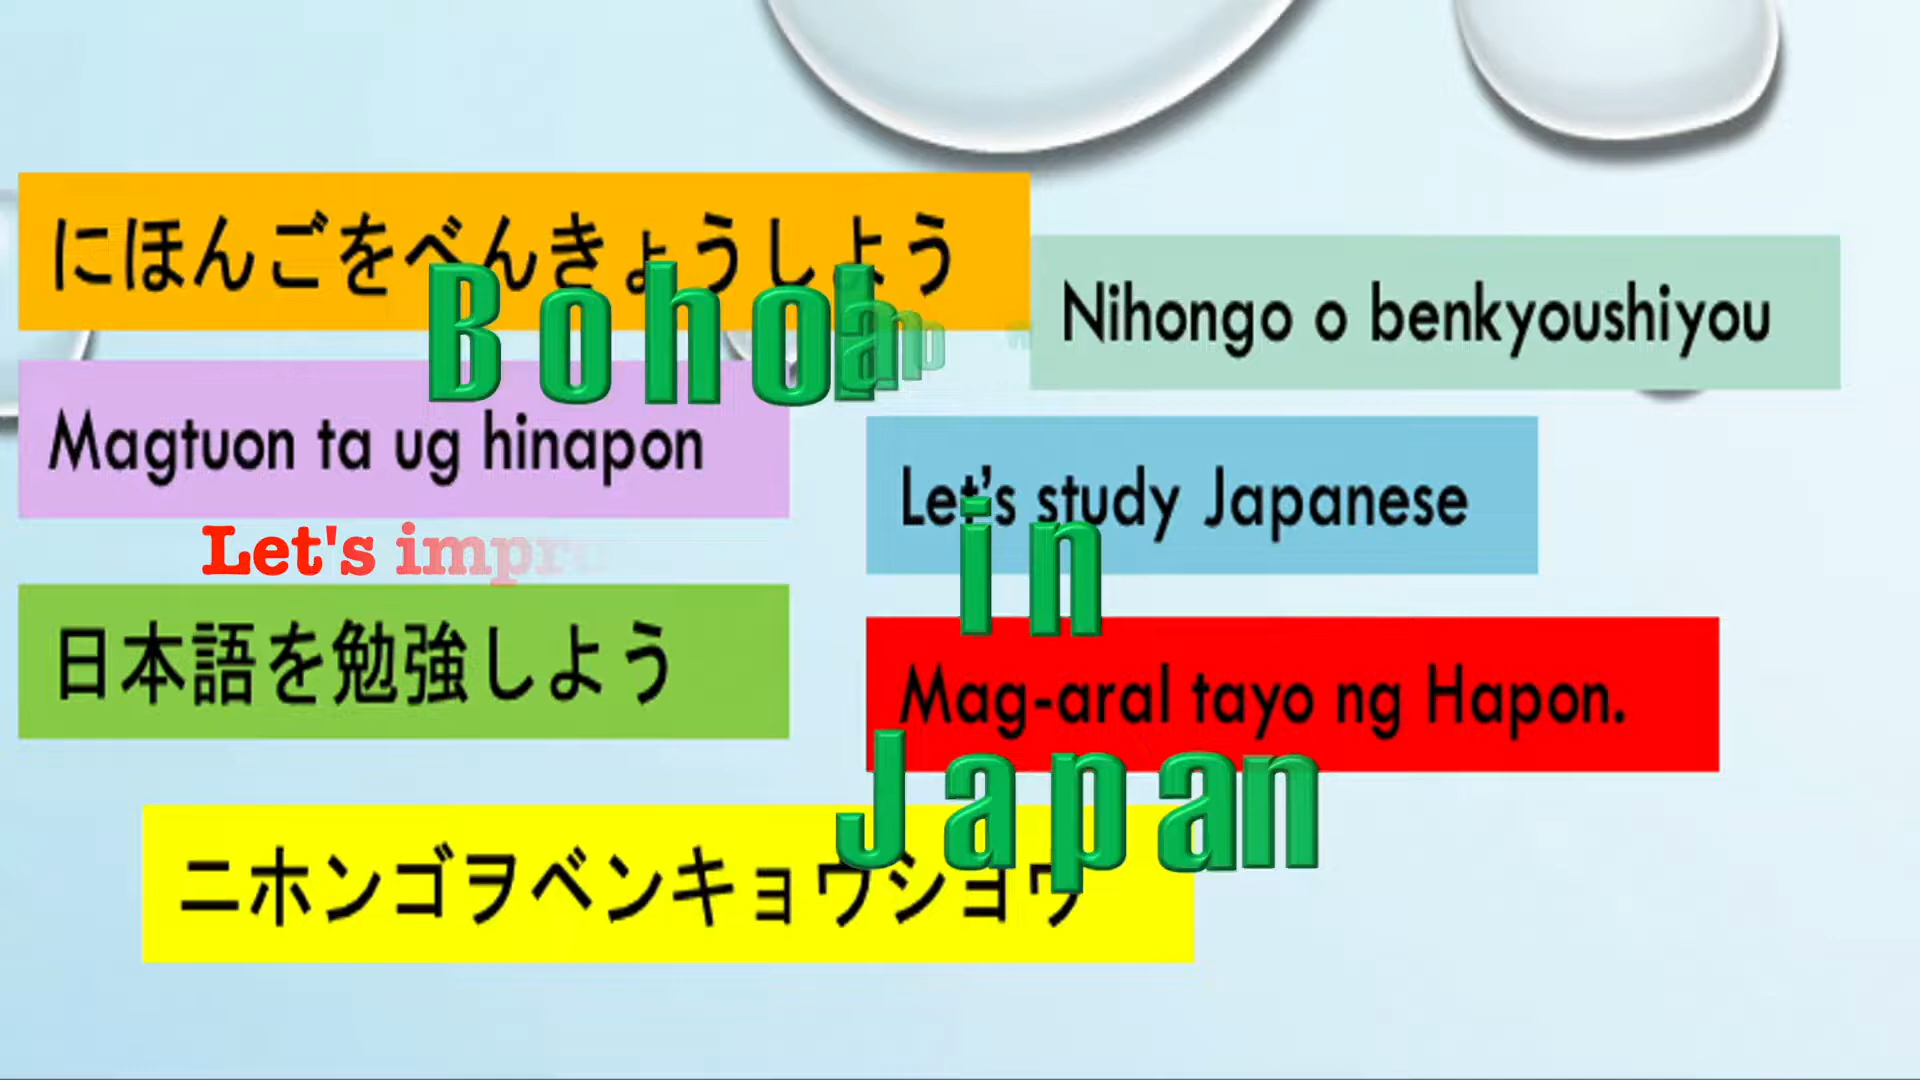 にほんごをべんきょうしよう
Nihongo o benkyoushiyou
Magtuon ta ug hinapon
Let's study Japanese
Let's
日本語を勉強しよう
Mag-aral tayo ng Hapon.
ニホンゴヲベンキョウショウ
in
Japan